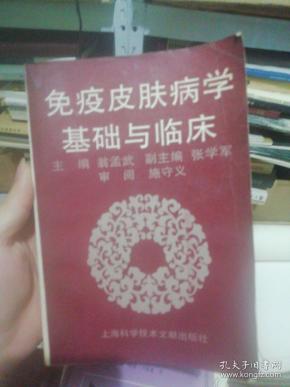 免疫皮肤病学
基础与临床
主 编 翁孟武 副主编 张学军
审 阅 施守义
上海科学技术文献出版社
孔夫子旧书网